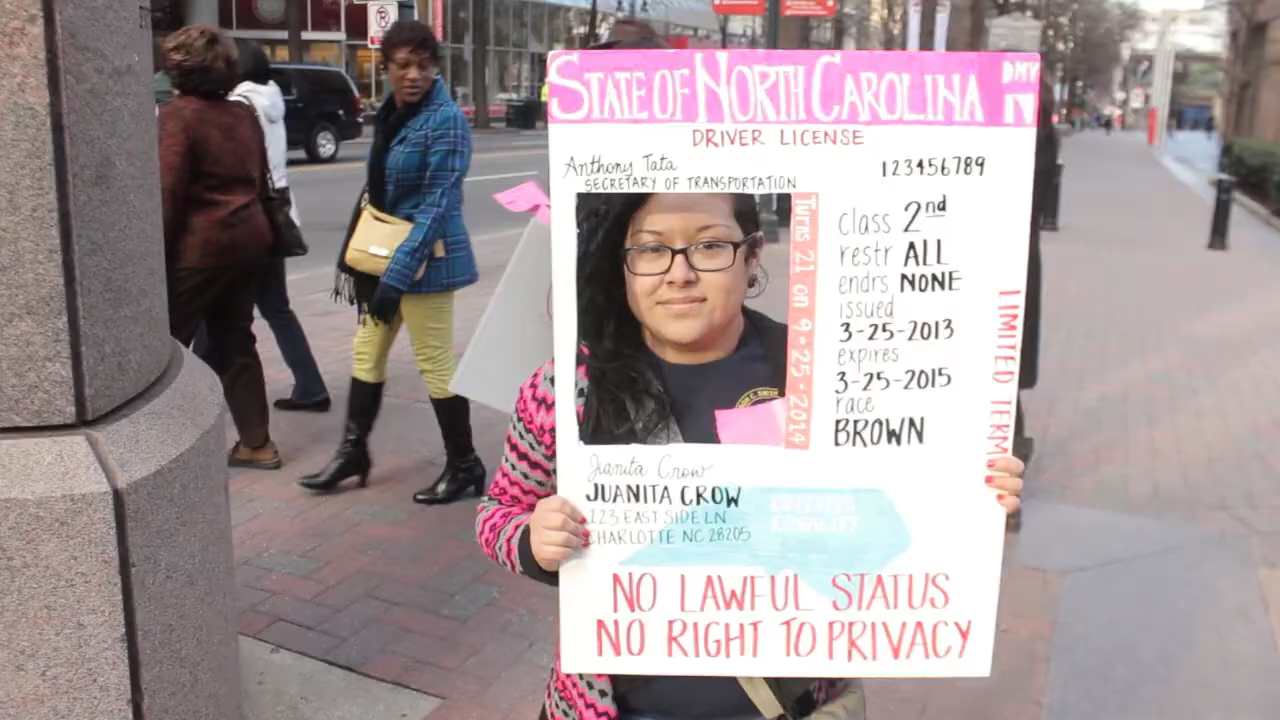 STATE OF NORTH CAROLINA
DMV
DRIVER LICENSE
Anthony Tata
SECRETARY OF TRANSPORTATION
123456789
Turns 21 on 9-25-2014
class 2nd
restr ALL
endrs NONE
issued
3-25-2013
expires
3-25-2015
race
BROWN
LIMITED TERM
Juanita Crow
JUANITA CROW
123 EAST SIDE LN
CHARLOTTE NC 28205
NO LAWFUL STATUS
NO RIGHT TO PRIVACY